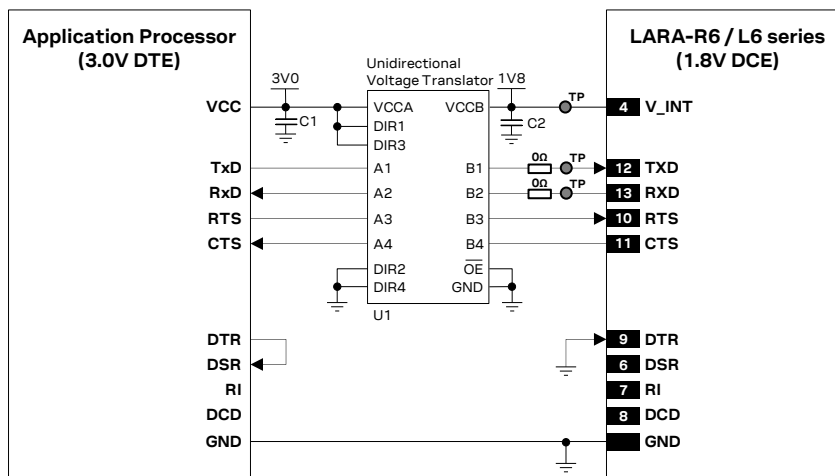 Application Processor
(3.0V DTE)
LARA-R6 / L6 series
(1.8V DCE)
Unidirectional
Voltage Translator
3V0
1V8
TP
VCC
VCCA
VCCB
4
V_INT
C1
DIR1
C2
DIR3
0Ω
TP
TxD
A1
B1
12
TXD
0Ω
TP
RxD
A2
B2
13
RXD
RTS
A3
B3
10
RTS
CTS
A4
B4
11
CTS
DIR2
OE
DIR4
GND
U1
DTR
9
DTR
DSR
6
DSR
RI
7
RI
DCD
8
DCD
GND
GND